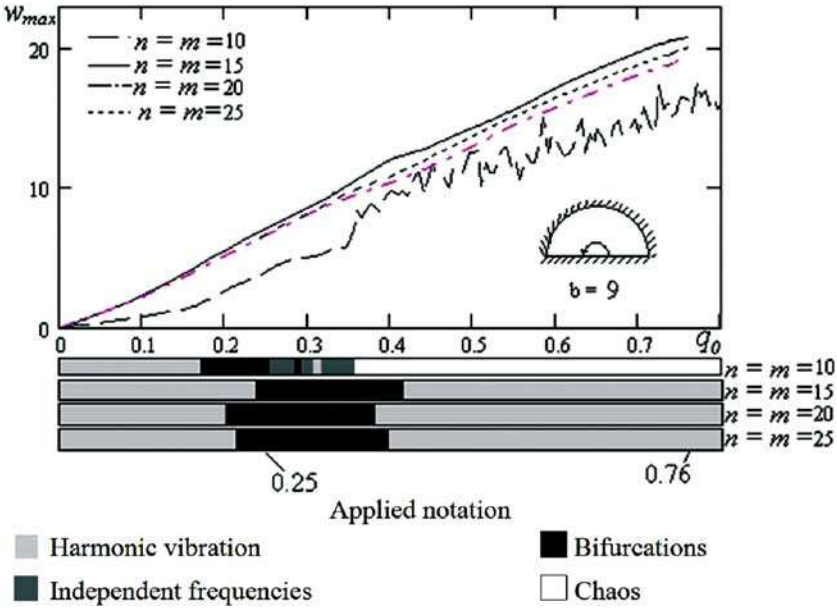 w_max
20
10
0
n = m = 10
n = m = 15
n = m = 20
n = m = 25
b = 9
0 0.1 0.2 0.3 0.4 0.5 0.6 0.7 q_0
n = m = 10
n = m = 15
n = m = 20
n = m = 25
0.25 0.76
Applied notation
Harmonic vibration Bifurcations
Independent frequencies Chaos